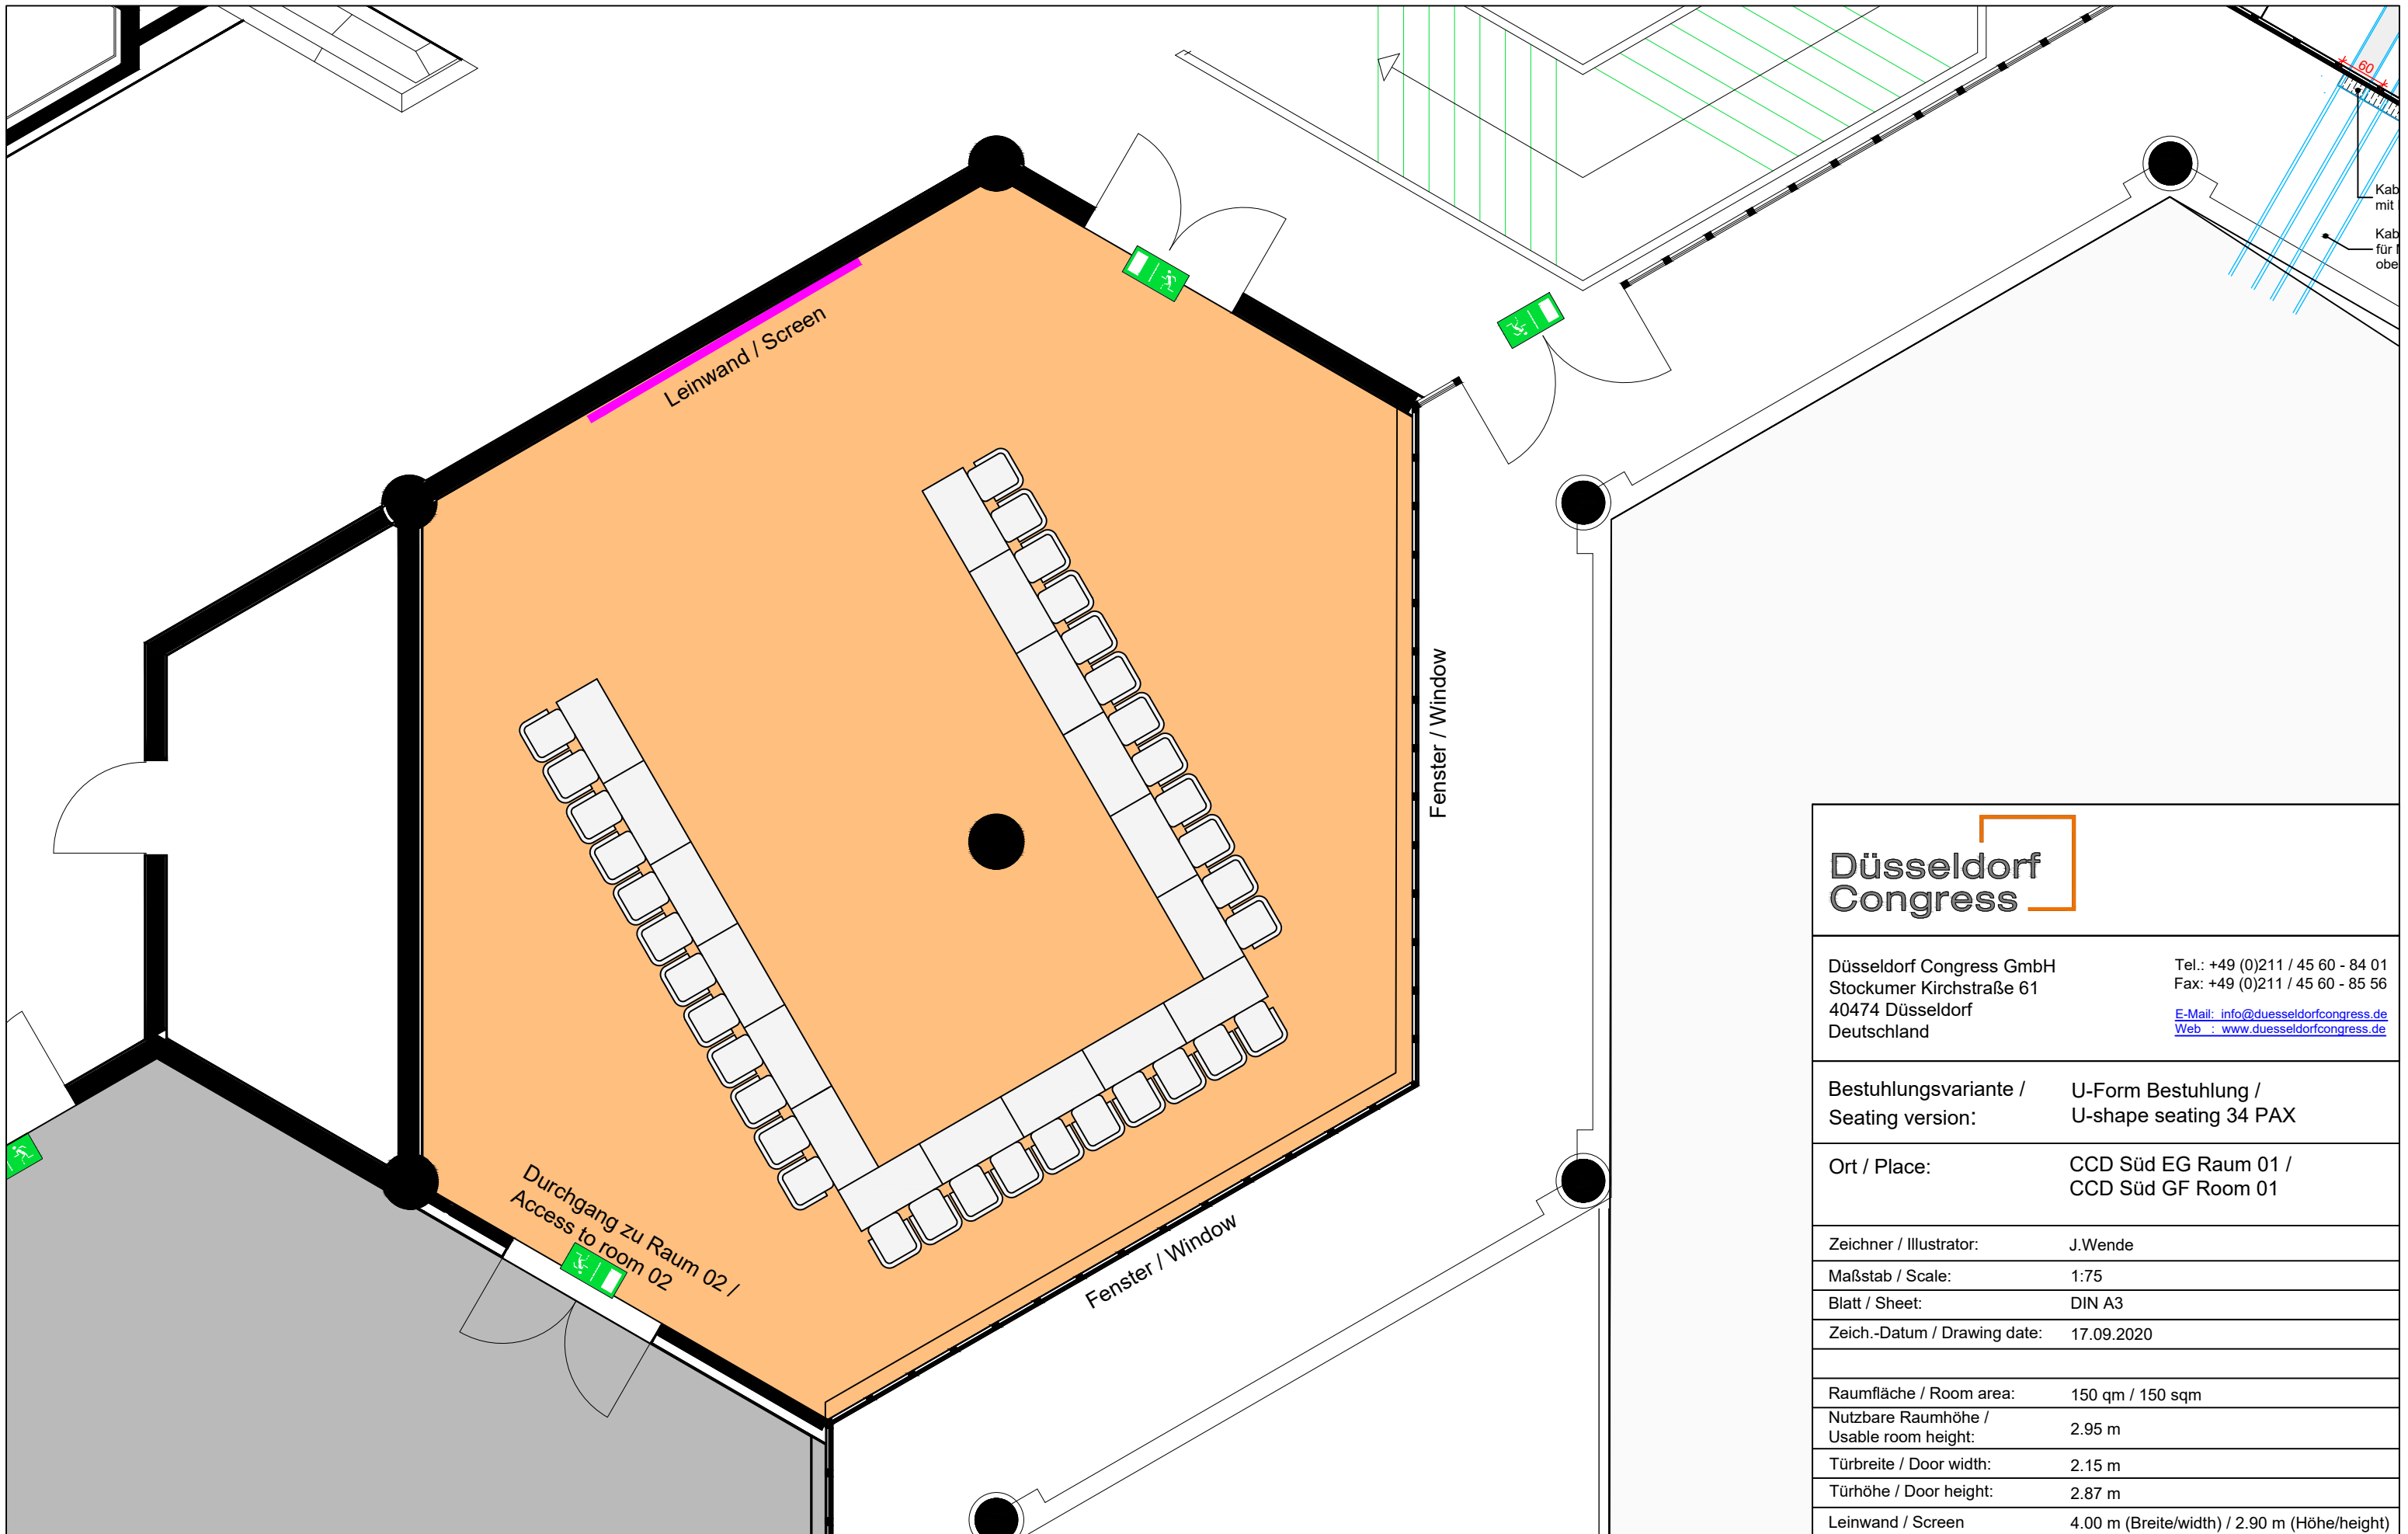 60
Kab
mit
Kab
für
obe
Leinwand / Screen
Fenster / Window
Durchgang zu Raum 02 /
Access to room 02
Fenster / Window
Düsseldorf
Congress
Düsseldorf Congress GmbH
Stockumer Kirchstraße 61
40474 Düsseldorf
Deutschland
Tel.: +49 (0)211 / 45 60 - 84 01
Fax: +49 (0)211 / 45 60 - 85 56
E-Mail: info@duesseldorfcongress.de
Web : www.duesseldorfcongress.de
Bestuhlungsvariante /
Seating version:
U-Form Bestuhlung /
U-shape seating 34 PAX
Ort / Place:
CCD Süd EG Raum 01 /
CCD Süd GF Room 01
Zeichner / Illustrator: J.Wende
Maßstab / Scale: 1:75
Blatt / Sheet: DIN A3
Zeich.-Datum / Drawing date: 17.09.2020
Raumfläche / Room area: 150 qm / 150 sqm
Nutzbare Raumhöhe /
Usable room height:
2.95 m
Türbreite / Door width: 2.15 m
Türhöhe / Door height: 2.87 m
Leinwand / Screen 4.00 m (Breite/width) / 2.90 m (Höhe/height)